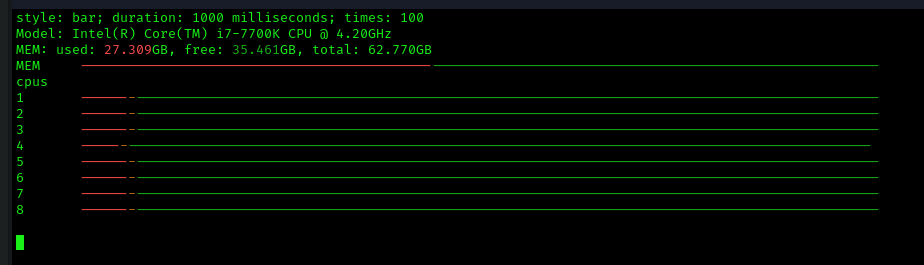 style: bar; duration: 1000 milliseconds; times: 100
Model: Intel(R) Core(TM) i7-7700K CPU @ 4.20GHz
MEM: used: 27.309GB, free: 35.461GB, total: 62.770GB
MEM
cpus
1
2
3
4
5
6
7
8